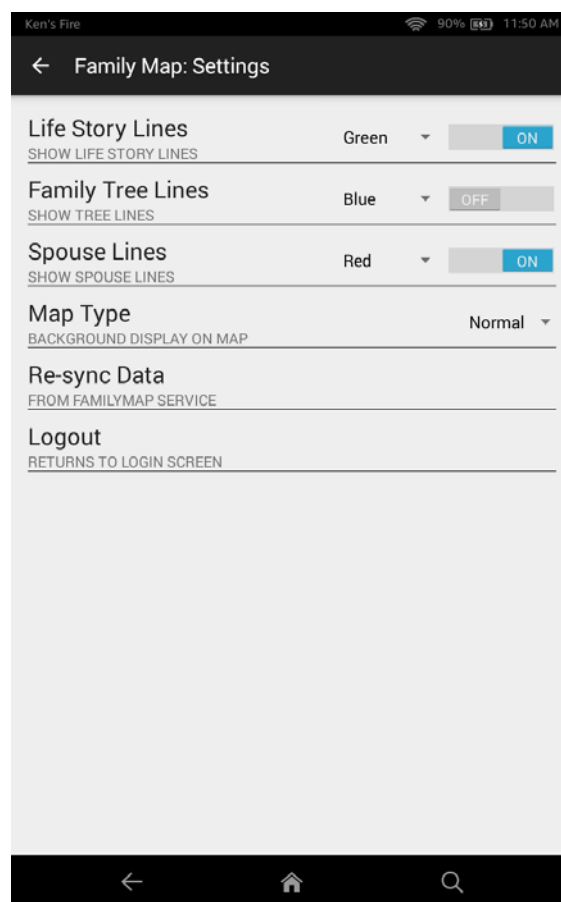 Ken's Fire 90% 11:50 AM
Family Map: Settings
Life Story Lines Green ON
SHOW LIFE STORY LINES
Family Tree Lines Blue OFF
SHOW TREE LINES
Spouse Lines Red ON
SHOW SPOUSE LINES
Map Type Normal
BACKGROUND DISPLAY ON MAP
Re-sync Data
FROM FAMILYMAP SERVICE
Logout
RETURNS TO LOGIN SCREEN